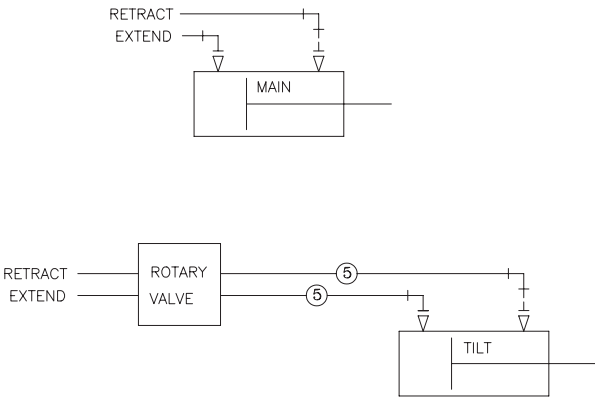 RETRACT
EXTEND
MAIN
RETRACT
EXTEND
ROTARY
VALVE
5
5
TILT